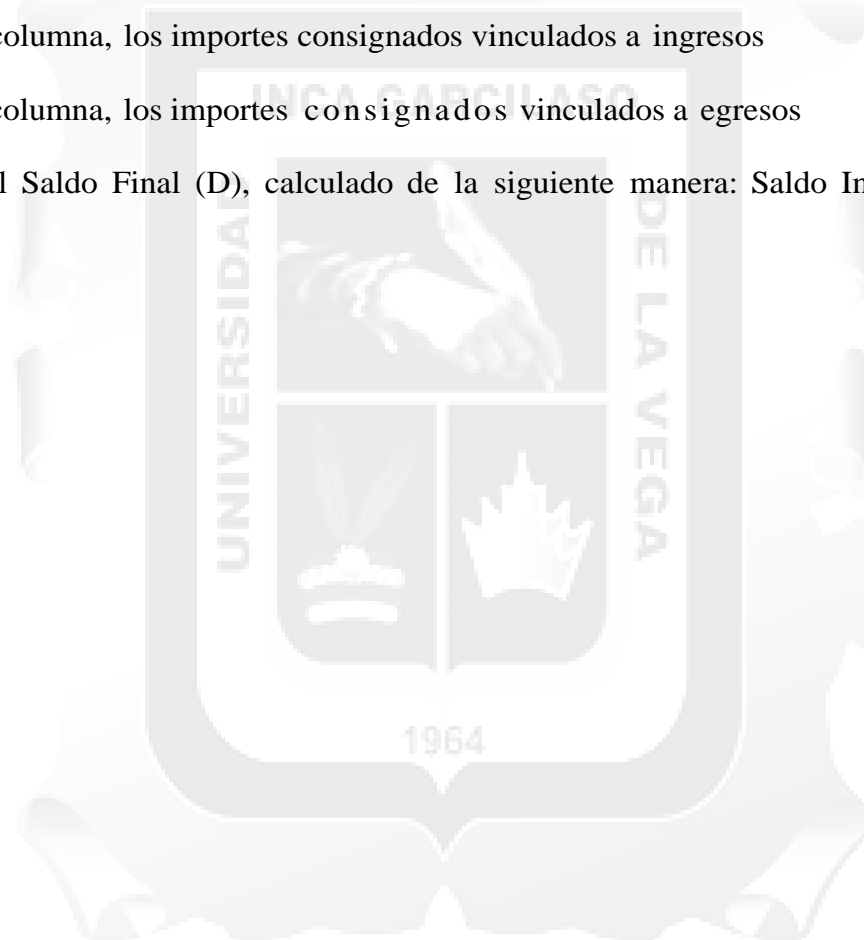 columna, los importes consignados vinculados a ingresos
columna, los importes consignados vinculados a egresos
l Saldo Final (D), calculado de la siguiente manera: Saldo In
INCA GARCILASO
UNIVERSIDAD
DE LA VEGA
1964